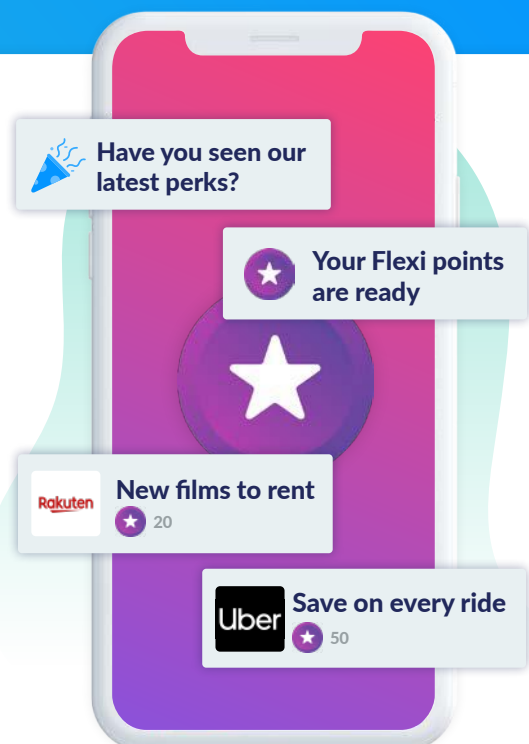 Have you seen our
latest perks?
Your Flexi points
are ready
Rakuten
New films to rent
20
Uber
Save on every ride
50